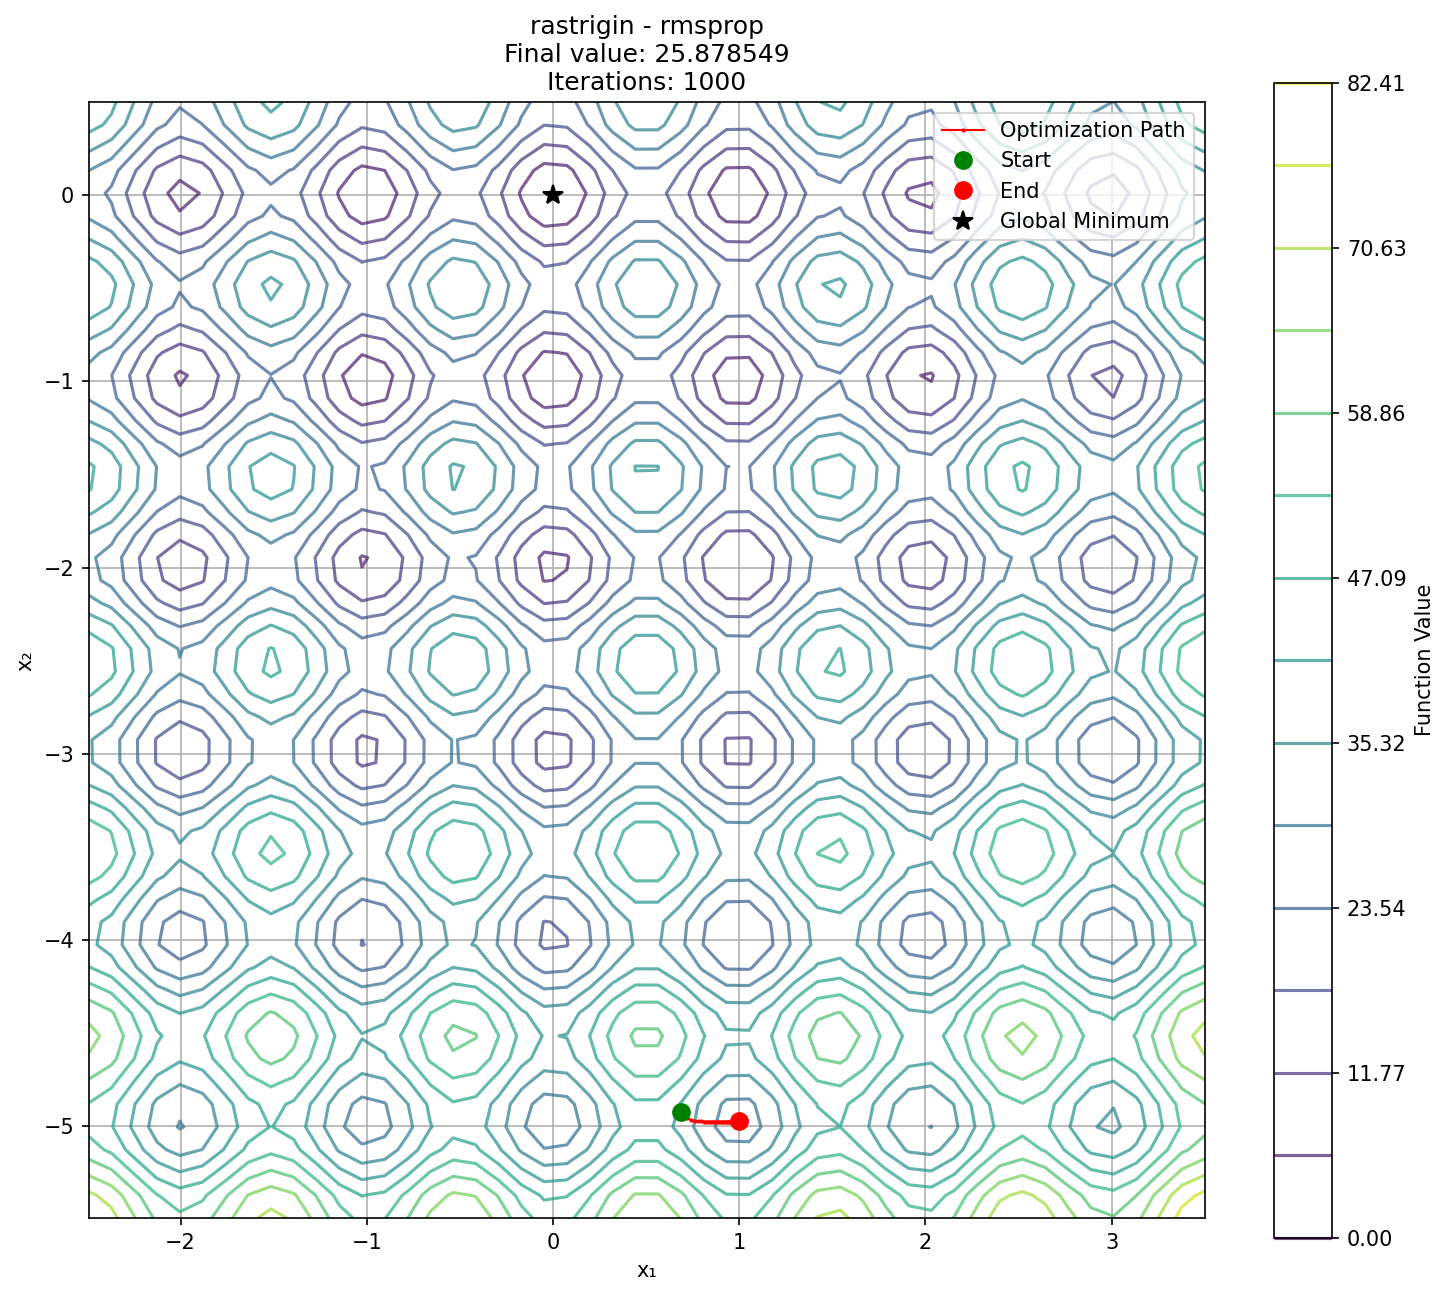 rastrigin - rmsprop
Final value: 25.878549
Iterations: 1000
Optimization Path
Start
End
Global Minimum
0
−1
−2
−3
−4
−5
x₂
−2
−1
0
1
2
3
x₁
82.41
70.63
58.86
47.09
35.32
23.54
11.77
0.00
Function Value